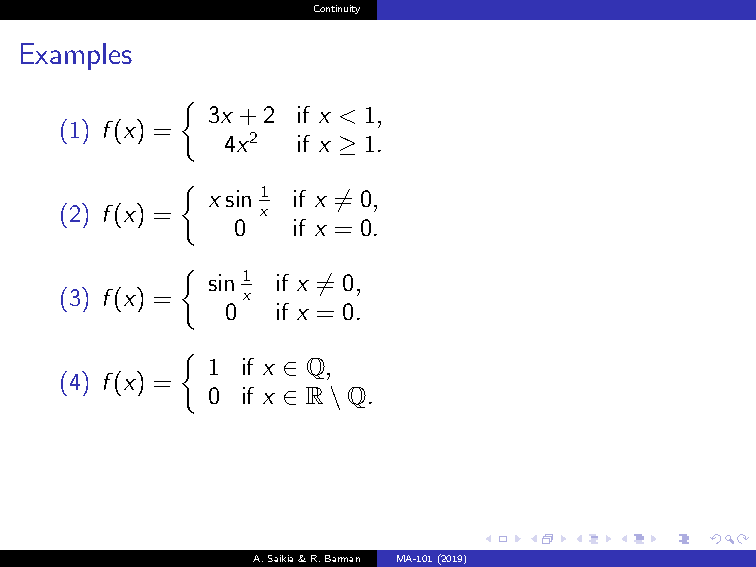 Continuity
Examples
(1) f(x) = { 3x + 2 if x < 1,
4x² if x ≥ 1.
(2) f(x) = { x sin 1/x if x ≠ 0,
0 if x = 0.
(3) f(x) = { sin 1/x if x ≠ 0,
0 if x = 0.
(4) f(x) = { 1 if x ∈ ℚ,
0 if x ∈ ℝ \ ℚ.
A. Saikia & R. Barman MA-101 (2019)